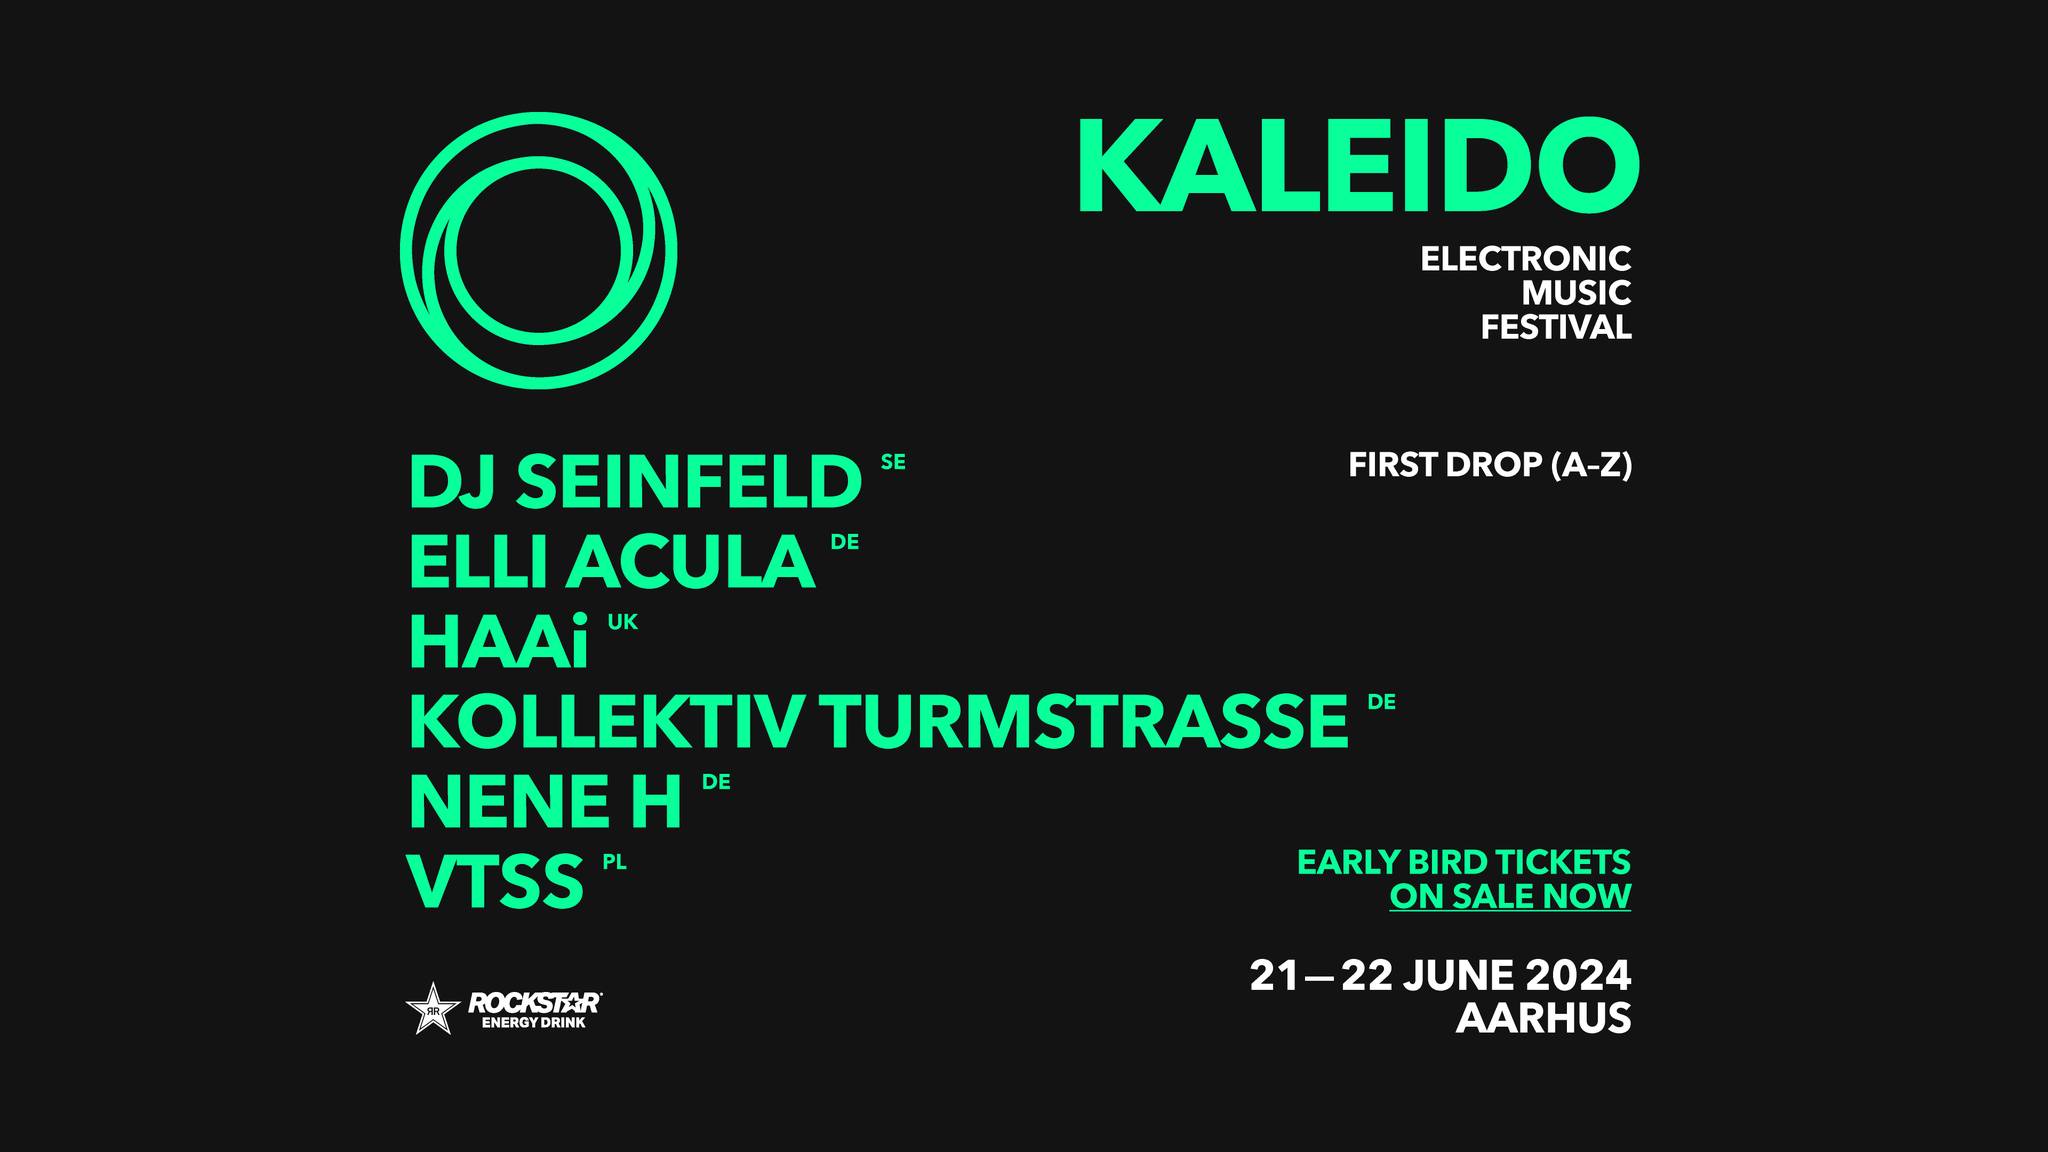 KALEIDO
ELECTRONIC
MUSIC
FESTIVAL
FIRST DROP (A–Z)
DJ SEINFELD SE
ELLI ACULA DE
HAAi UK
KOLLEKTIV TURMSTRASSE DE
NENE H DE
VTSS PL
EARLY BIRD TICKETS
ON SALE NOW
21—22 JUNE 2024
AARHUS
RR
ROCKSTAR
ENERGY DRINK